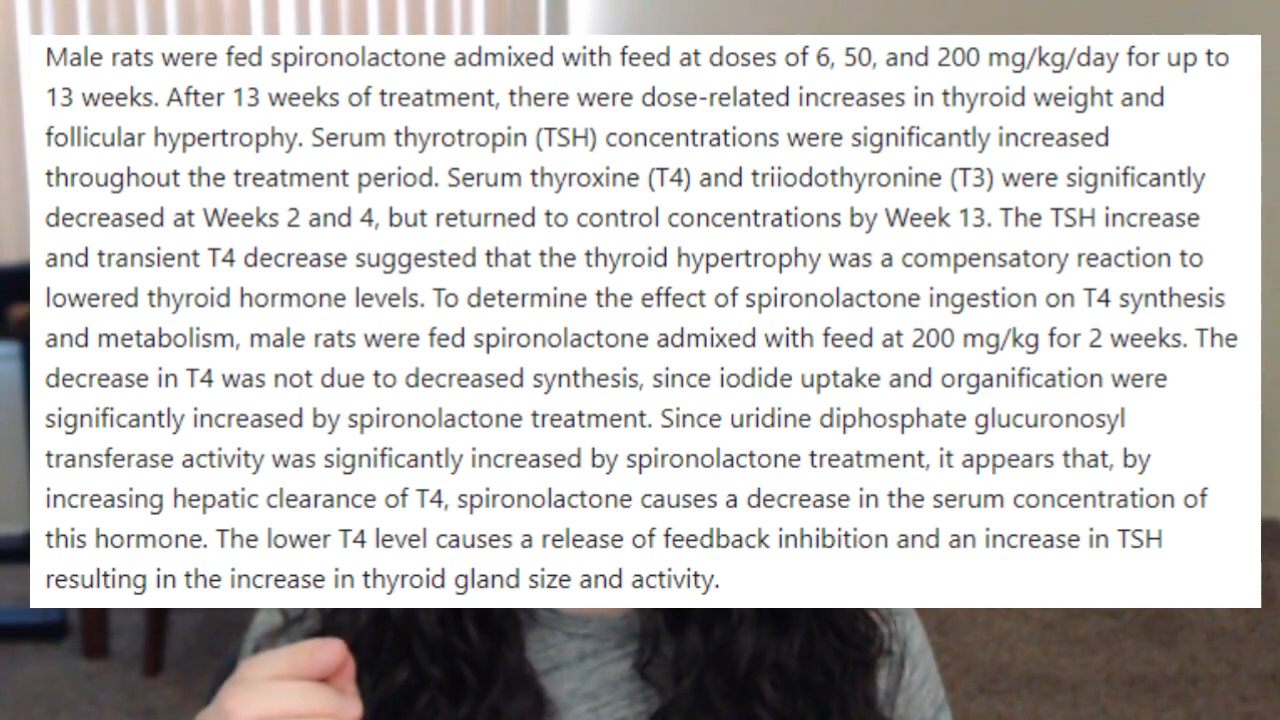 Male rats were fed spironolactone admixed with feed at doses of 6, 50, and 200 mg/kg/day for up to
13 weeks. After 13 weeks of treatment, there were dose-related increases in thyroid weight and
follicular hypertrophy. Serum thyrotropin (TSH) concentrations were significantly increased
throughout the treatment period. Serum thyroxine (T4) and triiodothyronine (T3) were significantly
decreased at Weeks 2 and 4, but returned to control concentrations by Week 13. The TSH increase
and transient T4 decrease suggested that the thyroid hypertrophy was a compensatory reaction to
lowered thyroid hormone levels. To determine the effect of spironolactone ingestion on T4 synthesis
and metabolism, male rats were fed spironolactone admixed with feed at 200 mg/kg for 2 weeks. The
decrease in T4 was not due to decreased synthesis, since iodide uptake and organification were
significantly increased by spironolactone treatment. Since uridine diphosphate glucuronosyl
transferase activity was significantly increased by spironolactone treatment, it appears that, by
increasing hepatic clearance of T4, spironolactone causes a decrease in the serum concentration of
this hormone. The lower T4 level causes a release of feedback inhibition and an increase in TSH
resulting in the increase in thyroid gland size and activity.